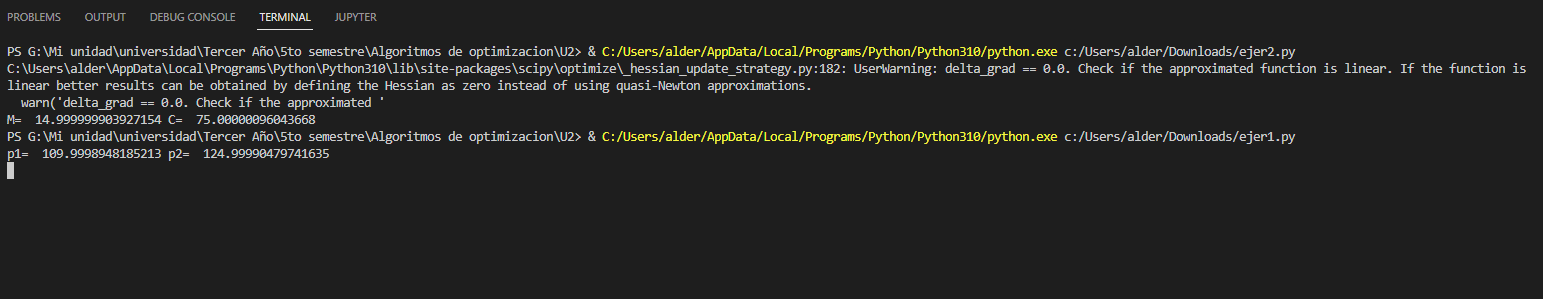 PROBLEMS OUTPUT DEBUG CONSOLE TERMINAL JUPYTER
PS G:\Mi unidad\universidad\Tercer Año\5to semestre\Algoritmos de optimizacion\U2> & C:/Users/alder/AppData/Local/Programs/Python/Python310/python.exe c:/Users/alder/Downloads/ejer2.py
C:\Users\alder\AppData\Local\Programs\Python\Python310\lib\site-packages\scipy\optimize\_hessian_update_strategy.py:182: UserWarning: delta_grad == 0.0. Check if the approximated function is linear. If the function is
linear better results can be obtained by defining the Hessian as zero instead of using quasi-Newton approximations.
  warn('delta_grad == 0.0. Check if the approximated '
M=  14.999999903927154 C=  75.00000096043668
PS G:\Mi unidad\universidad\Tercer Año\5to semestre\Algoritmos de optimizacion\U2> & C:/Users/alder/AppData/Local/Programs/Python/Python310/python.exe c:/Users/alder/Downloads/ejer1.py
p1=  109.9998948185213 p2=  124.99990479741635